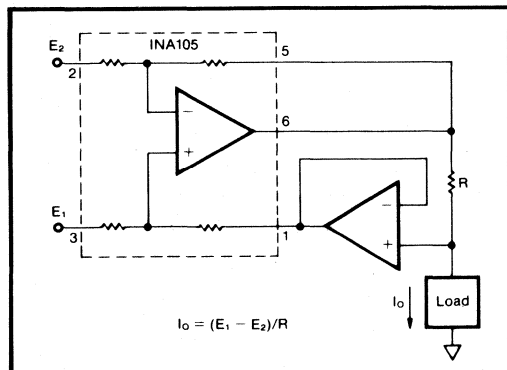 INA105
E₂
2
5
−
6
+
R
E₁
3
1
−
+
I₀
Load
I₀ = (E₁ − E₂)/R